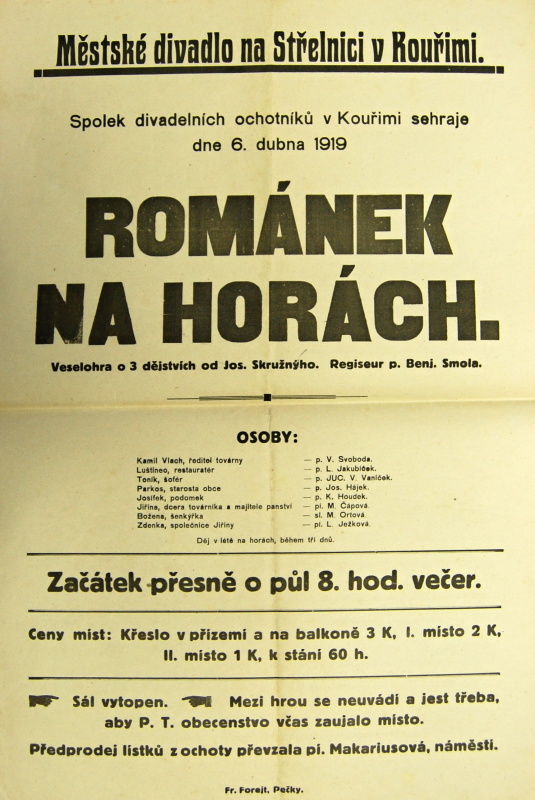 Městské divadlo na Střelnici v Kouřimi.
Spolek divadelních ochotníků v Kouřimi sehraje
dne 6. dubna 1919
ROMÁNEK
NA HORÁCH.
Veselohra o 3 dějstvích od Jos. Skružnýho. Regiseur p. Benj. Smola.
OSOBY:
Kamil Vlach, ředitel továrny — p. V. Svoboda.
Luštinec, restauratér — p. L. Jakubíček.
Toník, šofér — p. JUC. V. Vaníček.
Parkos, starosta obce — p. Jos. Hájek.
Josífek, podomek — p. K. Houdek.
Jiřina, dcera továrníka a majitele panství — pí. M. Čapová.
Božena, šenkýřka — sl. M. Ortová.
Zdenka, společnice Jiřiny — pí. L. Ježková.
Děj v létě na horách, během tří dnů.
Začátek přesně o půl 8. hod. večer.
Ceny míst: Křeslo v přízemí a na balkoně 3 K, I. místo 2 K,
II. místo 1 K, k stání 60 h.
Sál vytopen. Mezi hrou se neuvádí a jest třeba,
aby P. T. obecenstvo včas zaujalo místo.
Předprodej lístků z ochoty převzala pí. Makariusová, náměstí.
Fr. Forejt, Pečky.